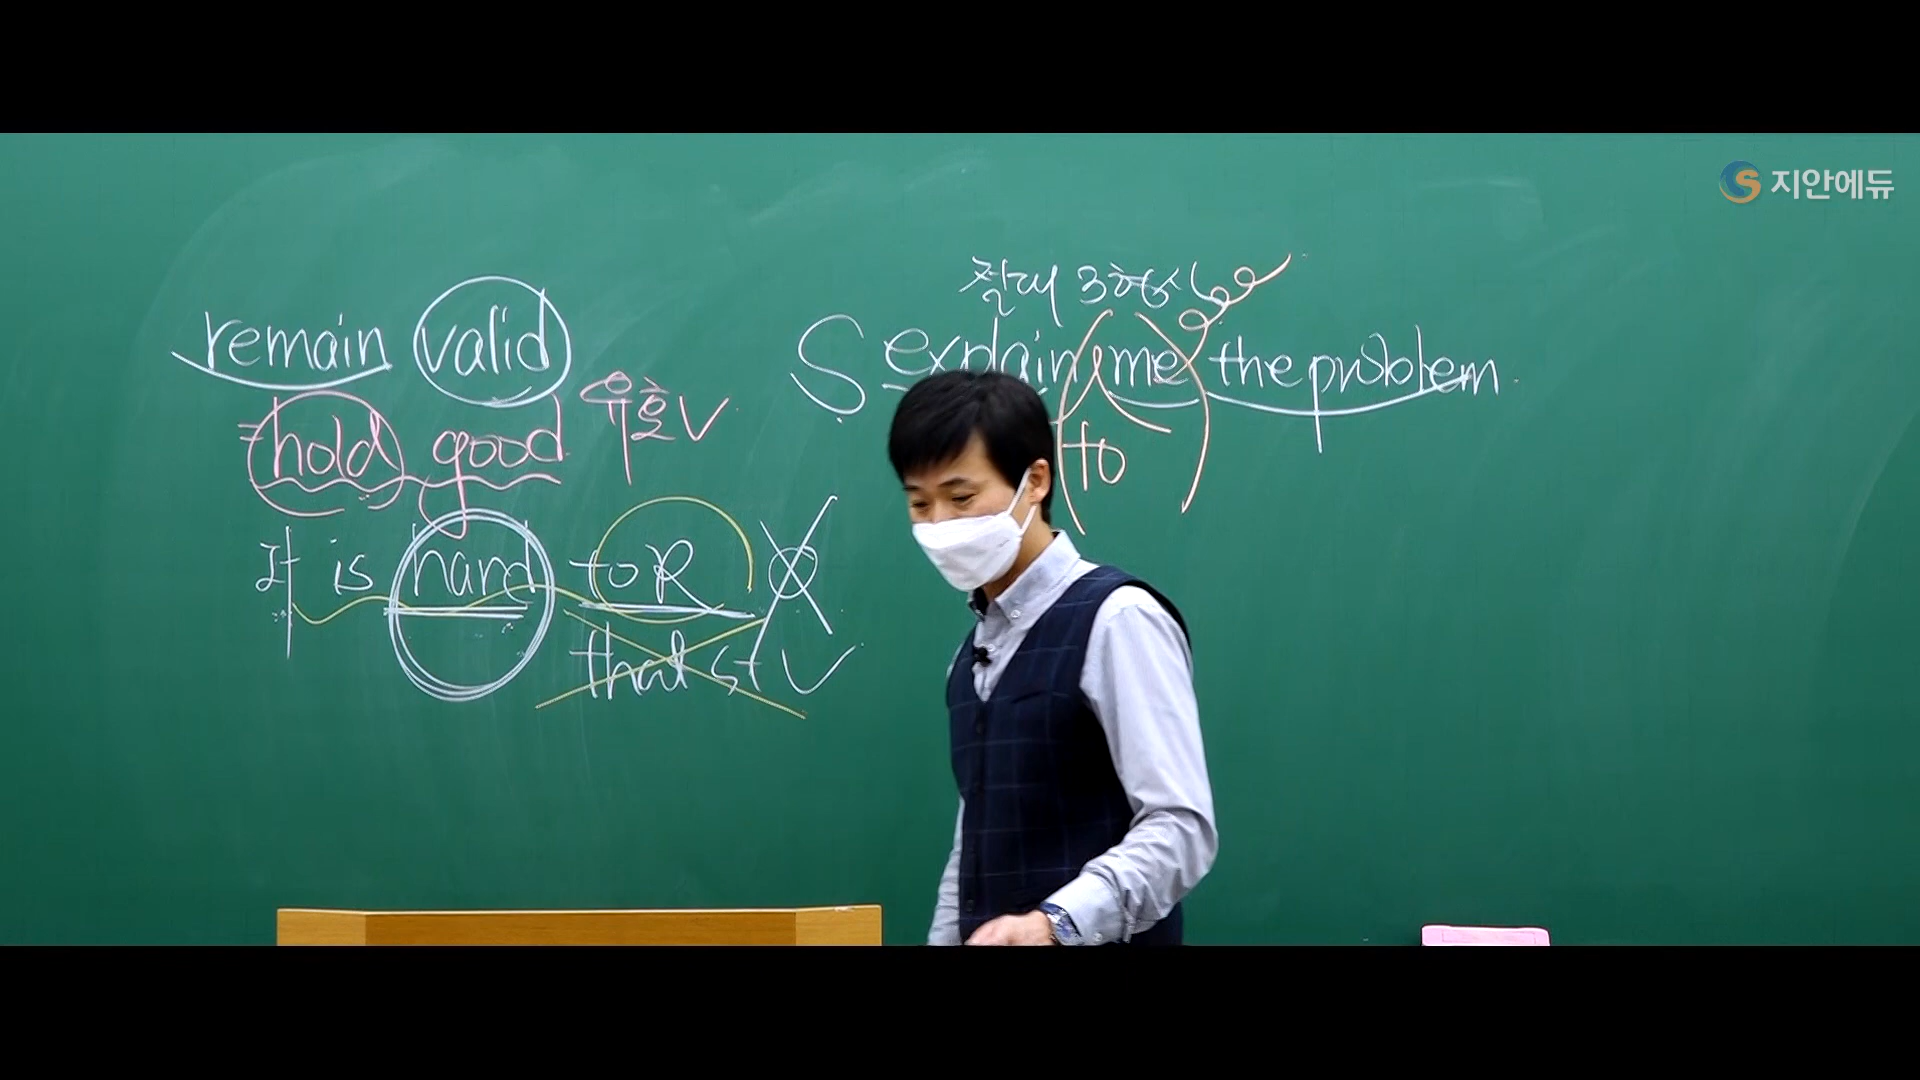 지안에듀
절대 3형식
remain valid
S explain me the problem.
=hold good. 유효 V
to
It is hard to R
that S+V